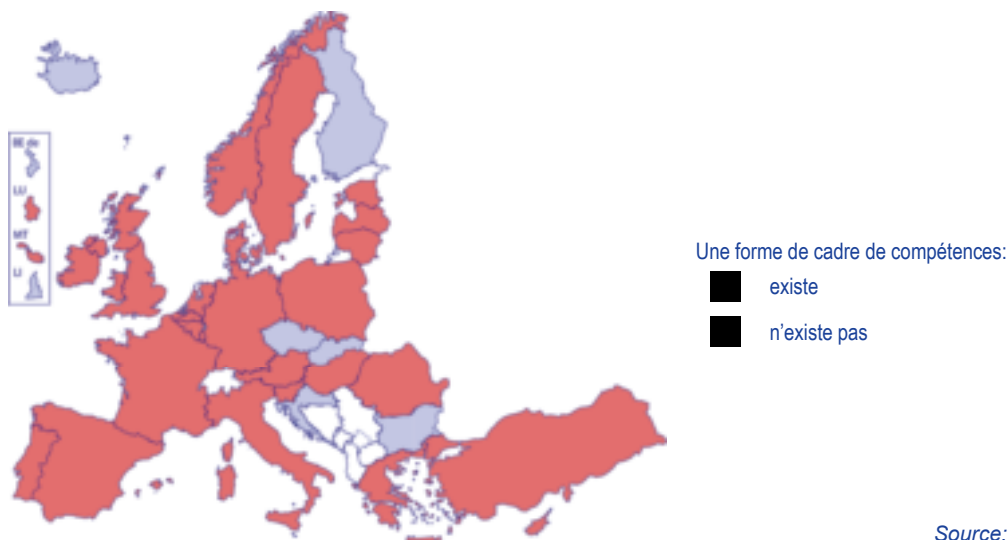 BE de
LU
MT
LI
Une forme de cadre de compétences:
existe
n'existe pas
Source: